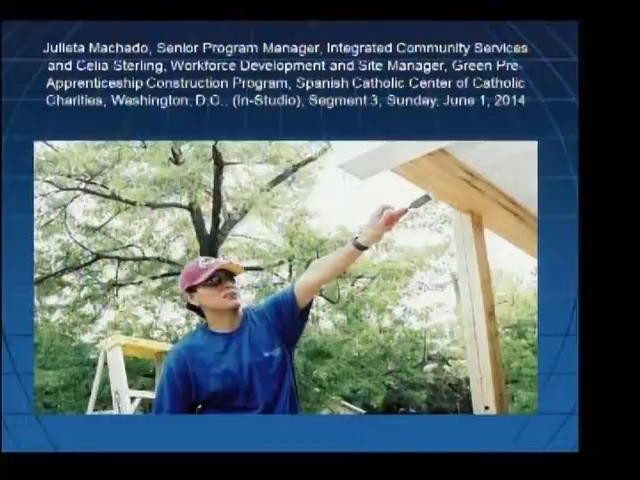 Julieta Machado, Senior Program Manager, Integrated Community Services
and Celia Sterling, Workforce Development and Site Manager, Green Pre-
Apprenticeship Construction Program, Spanish Catholic Center of Catholic
Charities, Washington, D.C., (In-Studio), Segment 3, Sunday, June 1, 2014